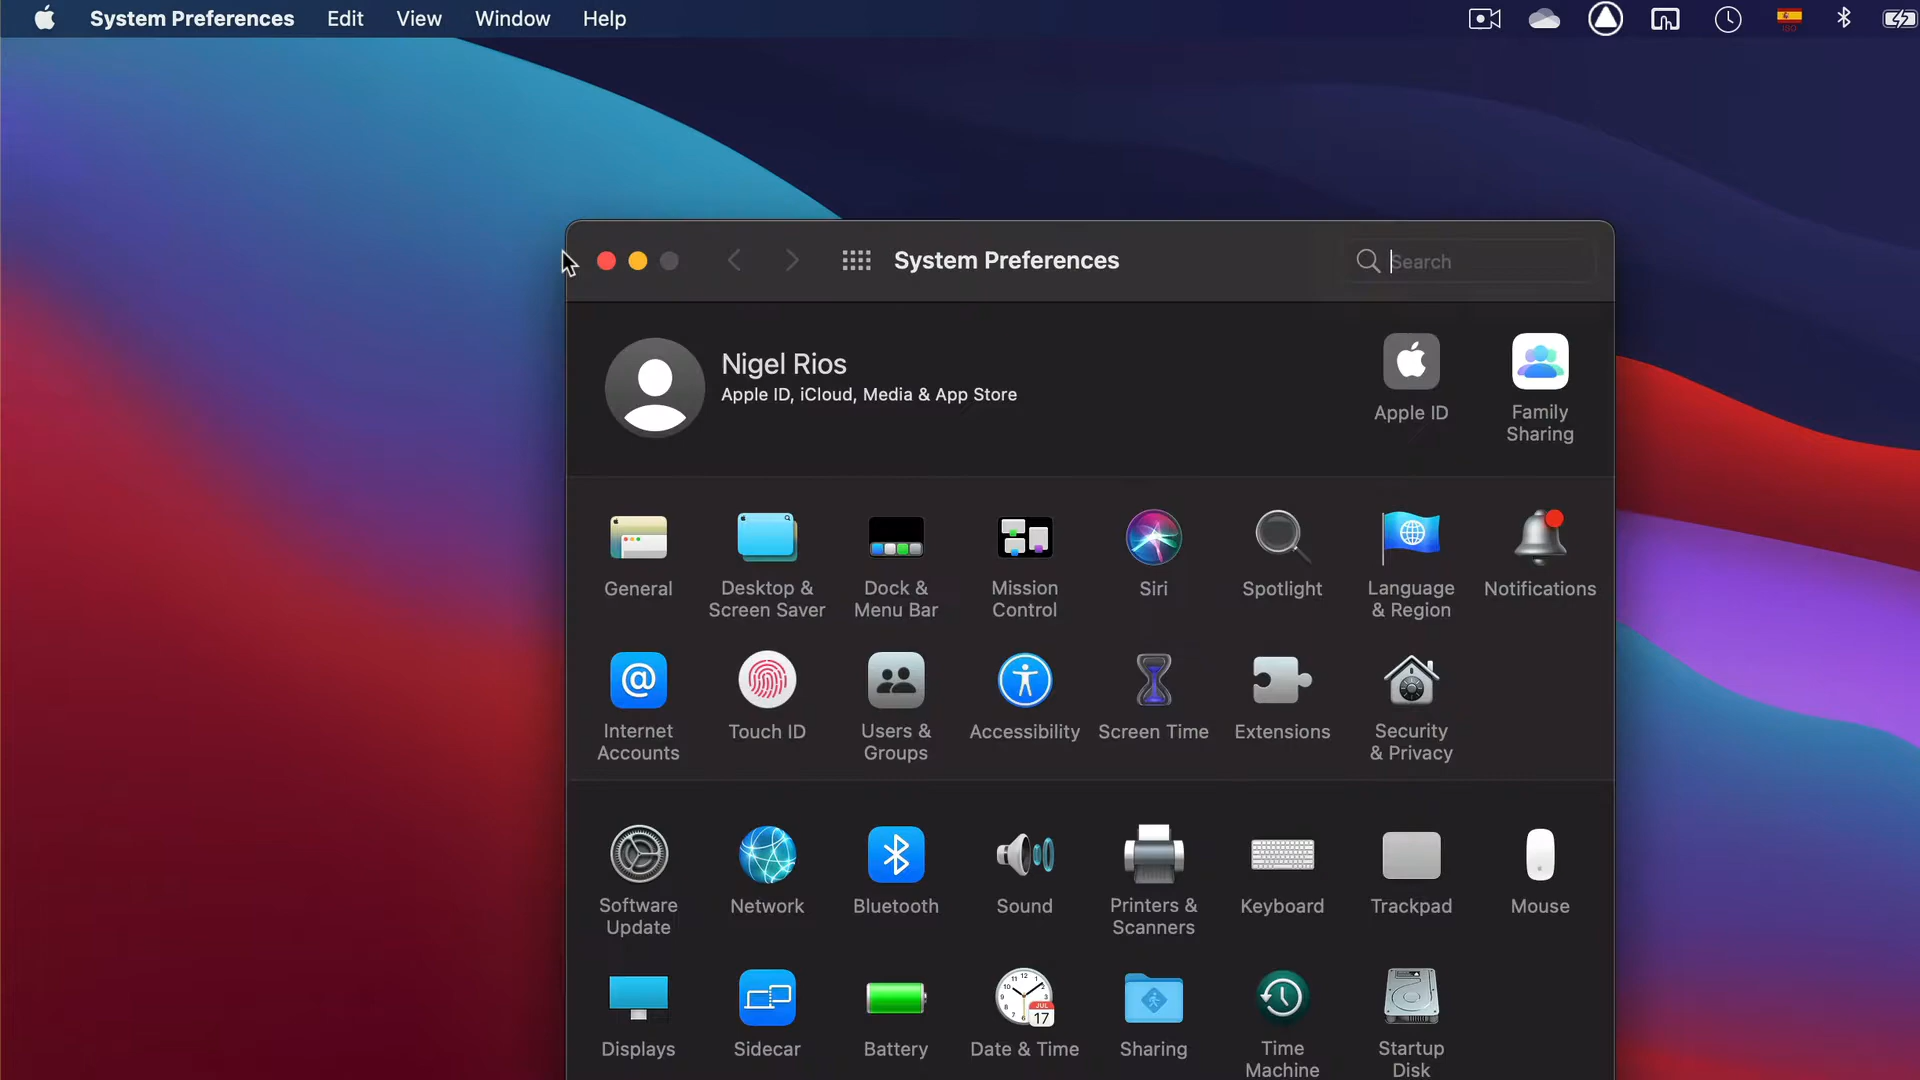 System Preferences Edit View Window Help
ISO
System Preferences
Search
Nigel Rios
Apple ID, iCloud, Media & App Store
Apple ID
Family
Sharing
General
Desktop &
Screen Saver
Dock &
Menu Bar
Mission
Control
Siri
Spotlight
Language
& Region
Notifications
@
Internet
Accounts
Touch ID
Users &
Groups
Accessibility
Screen Time
Extensions
Security
& Privacy
Software
Update
Network
Bluetooth
Sound
Printers &
Scanners
Keyboard
Trackpad
Mouse
Displays
Sidecar
Battery
JUL
17
Date & Time
Sharing
Time
Machine
Startup
Disk